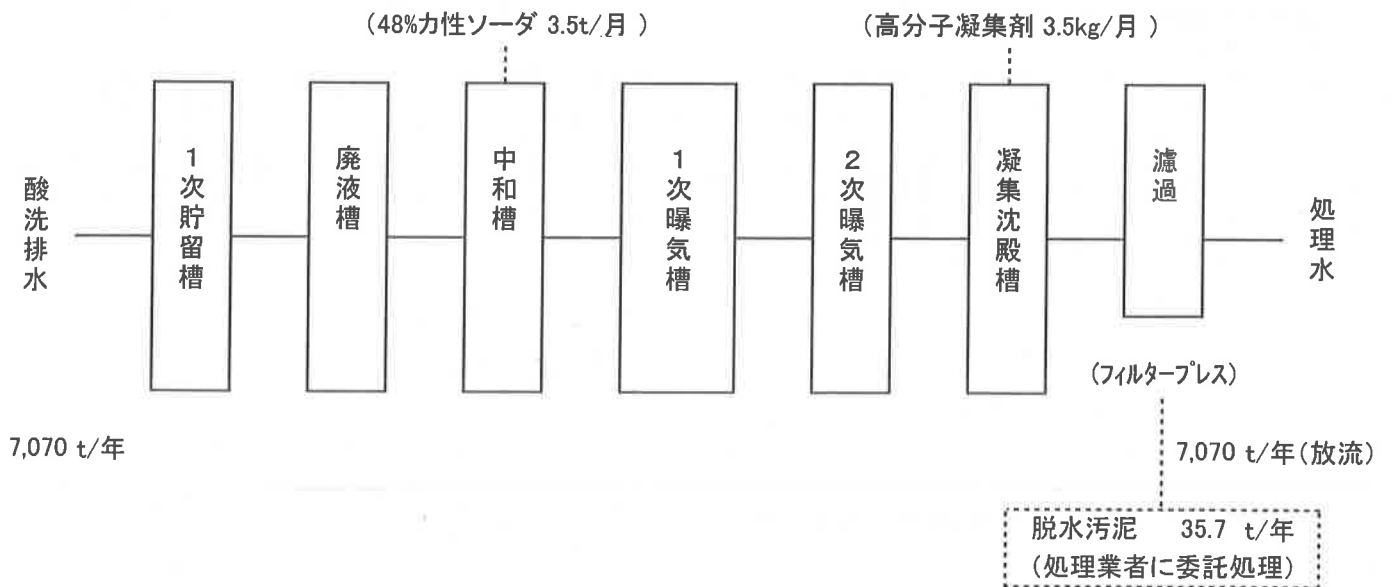 (48%カ性ソーダ 3.5t/月 )
(高分子凝集剤 3.5kg/月 )
酸洗排水
1次貯留槽
廃液槽
中和槽
1次曝気槽
2次曝気槽
凝集沈殿槽
濾過
処理水
(フィルタープレス)
7,070 t/年
7,070 t/年(放流)
脱水汚泥 35.7 t/年
(処理業者に委託処理)